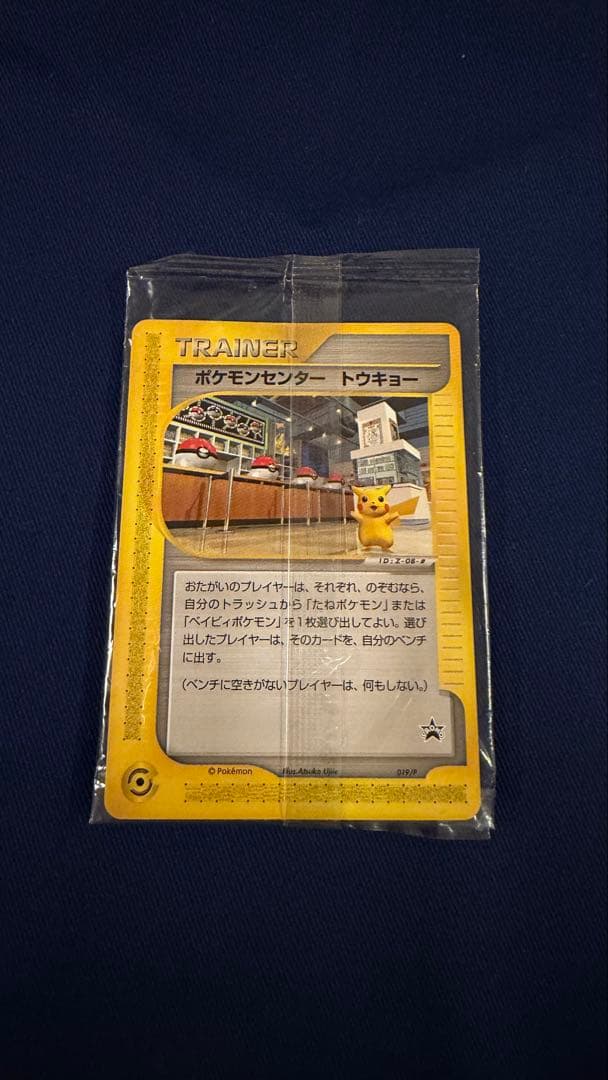 TRAINER
ポケモンセンター トウキョー
ID:Z-06-#
おたがいのプレイヤーは、それぞれ、のぞむなら、
自分のトラッシュから「たねポケモン」または
「ベイビィポケモン」を1枚選び出してよい。選び
出したプレイヤーは、そのカードを、自分のベンチ
に出す。
(ベンチに空きがないプレイヤーは、何もしない。)
© Pokémon Illus. Atsuko Ujiie 019/P